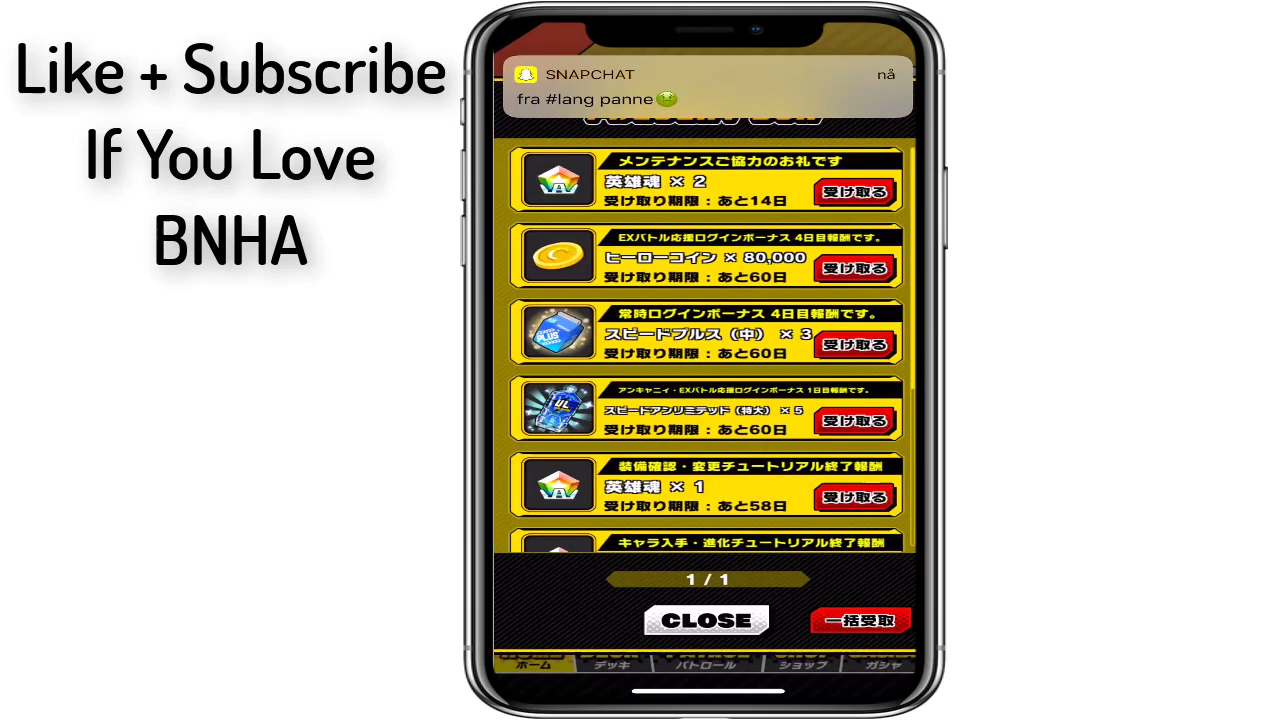 Like + Subscribe
If You Love
BNHA
SNAPCHAT
nå
fra #lang panne🤢
メンテナンスご協力のお礼です
英雄魂 × 2
受け取り期限：あと14日
受け取る
EXバトル応援ログインボーナス 4日目報酬です。
ヒーローコイン × 80,000
受け取り期限：あと60日
受け取る
常時ログインボーナス 4日目報酬です。
PLUS
スピードプルス（中） × 3
受け取り期限：あと60日
受け取る
アンキャニィ・EXバトル応援ログインボーナス 1日目報酬です。
UL
スピードアンリミテッド（特大） × 5
受け取り期限：あと60日
受け取る
装備確認・変更チュートリアル終了報酬
英雄魂 × 1
受け取り期限：あと58日
受け取る
キャラ入手・進化チュートリアル終了報酬
1 / 1
CLOSE
一括受取
ホーム
デッキ
パトロール
ショップ
ガシャ